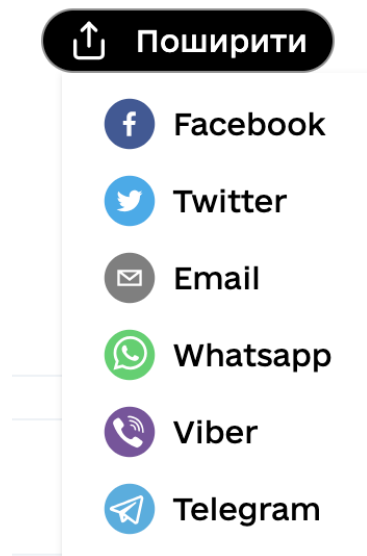 Поширити
Facebook
Twitter
Email
Whatsapp
Viber
Telegram